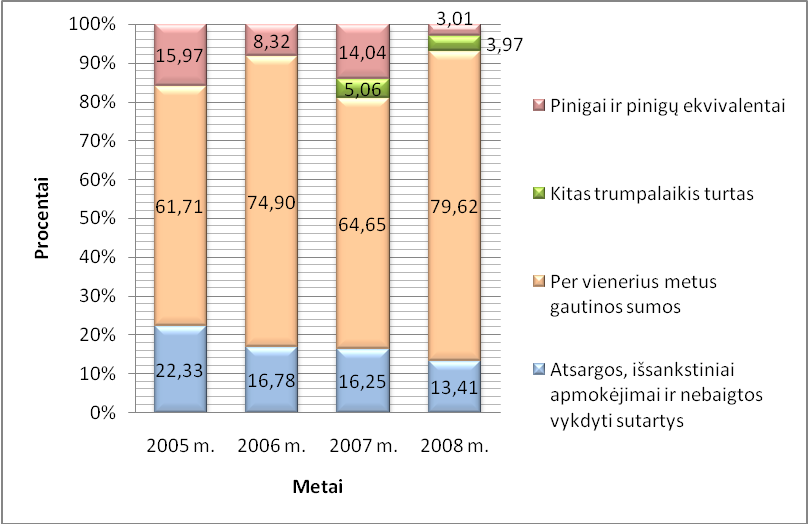 100%
90%
80%
70%
60%
50%
40%
30%
20%
10%
0%
Procentai
15,97
61,71
22,33
8,32
74,90
16,78
14,04
5,06
64,65
16,25
3,01
3,97
79,62
13,41
2005 m.
2006 m.
2007 m.
2008 m.
Metai
Pinigai ir pinigų ekvivalentai
Kitas trumpalaikis turtas
Per vienerius metus
gautinos sumos
Atsargos, išsankstiniai
apmokėjimai ir nebaigtos
vykdyti sutartys